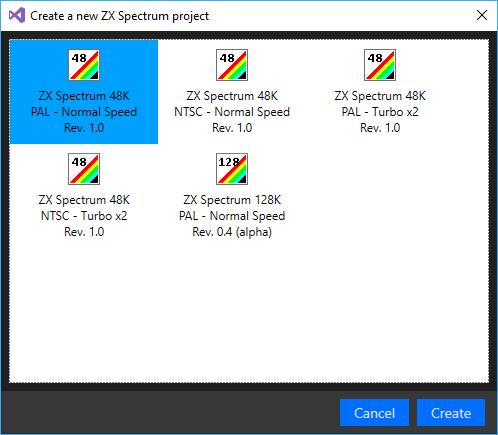 Create a new ZX Spectrum project
48
48
48
ZX Spectrum 48K
ZX Spectrum 48K
ZX Spectrum 48K
PAL - Normal Speed
NTSC - Normal Speed
PAL - Turbo x2
Rev. 1.0
Rev. 1.0
Rev. 1.0
48
128
ZX Spectrum 48K
ZX Spectrum 128K
NTSC - Turbo x2
PAL - Normal Speed
Rev. 1.0
Rev. 0.4 (alpha)
Cancel
Create